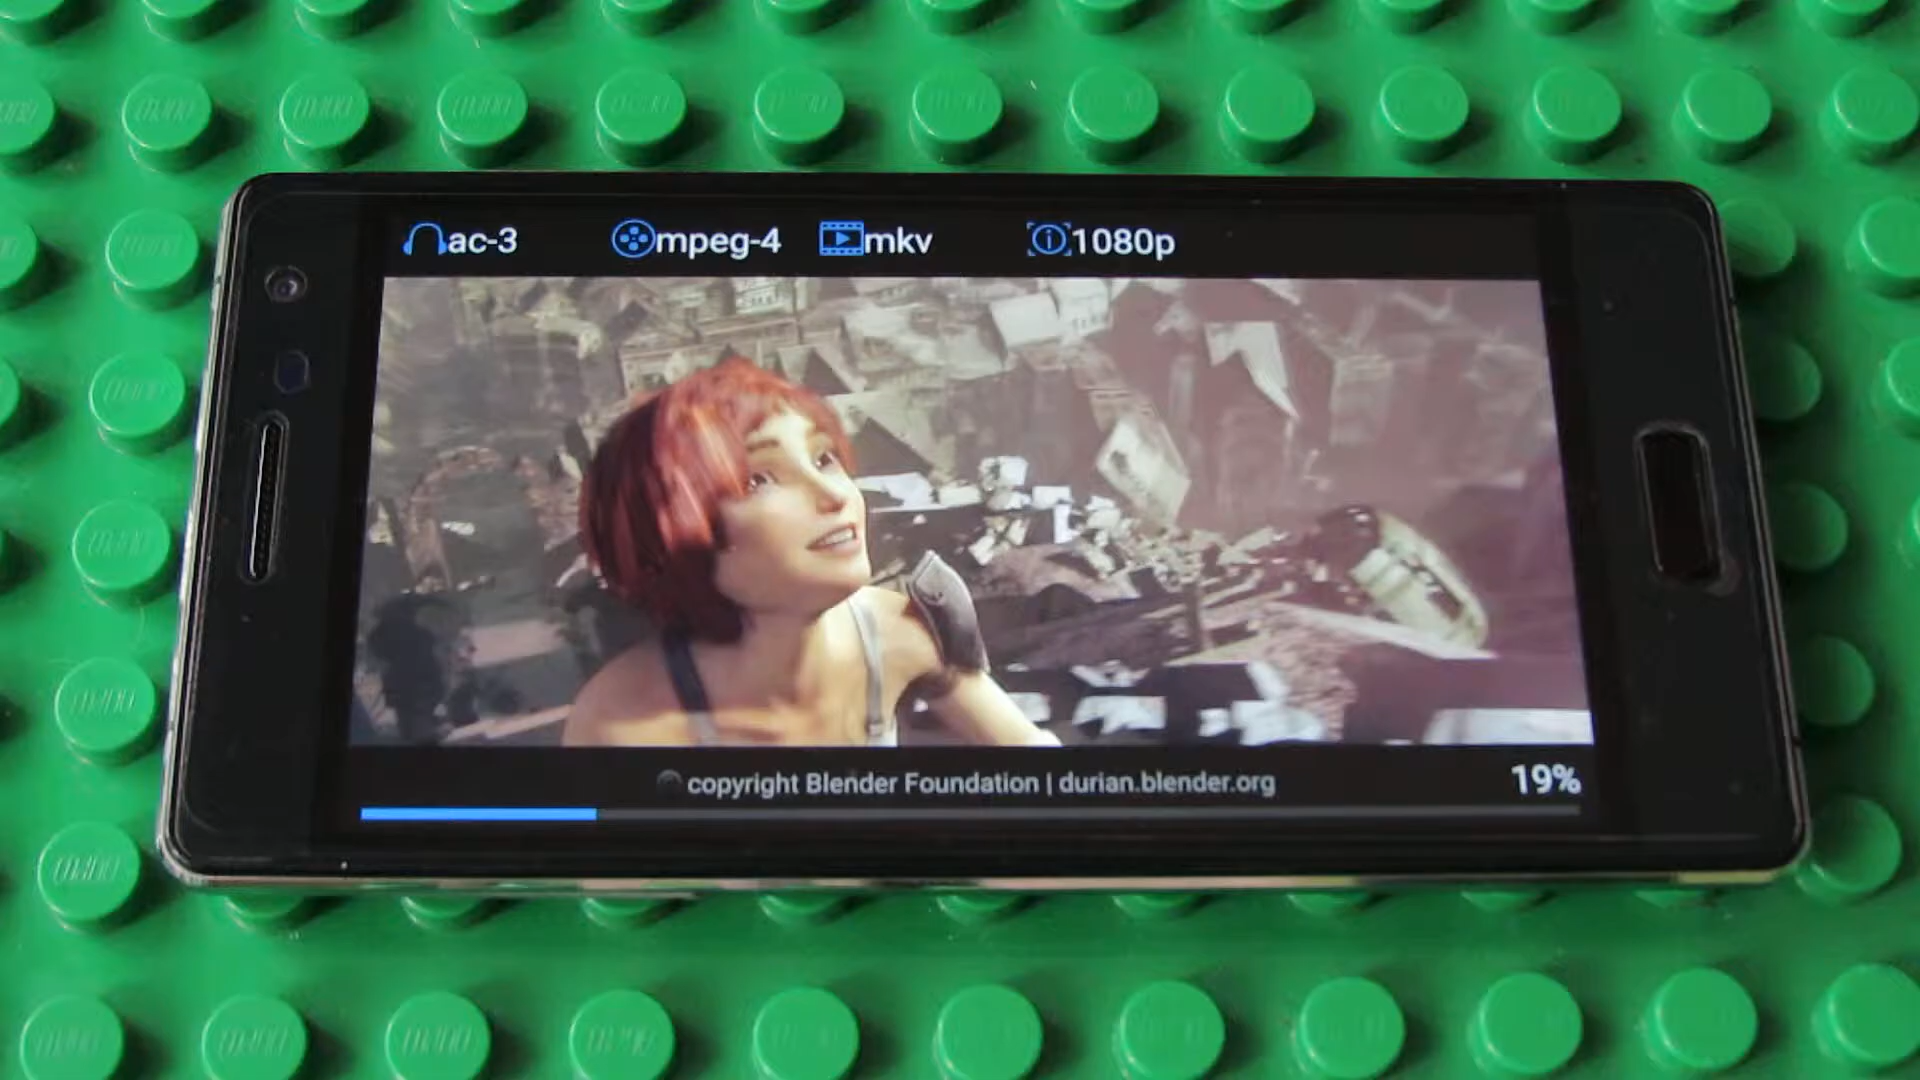 ac-3 mpeg-4 mkv 1080p
copyright Blender Foundation | durian.blender.org 19%